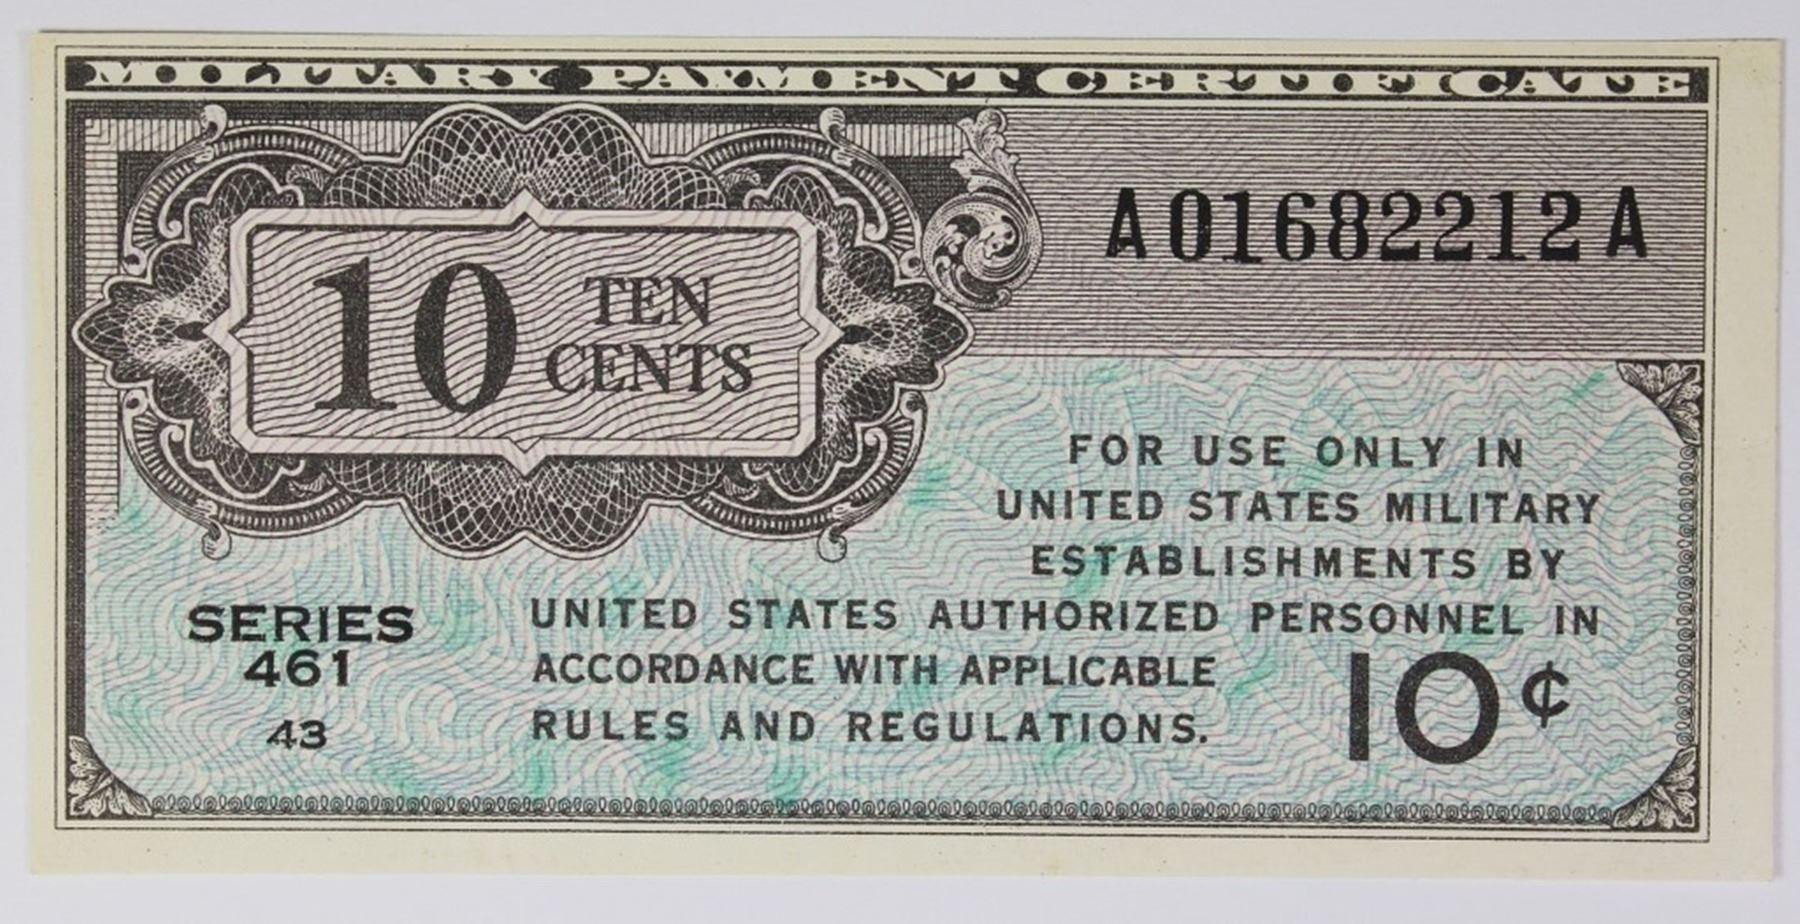 MILITARY PAYMENT CERTIFICATE
A01682212A
10 TEN
CENTS
FOR USE ONLY IN
UNITED STATES MILITARY
ESTABLISHMENTS BY
UNITED STATES AUTHORIZED PERSONNEL IN
ACCORDANCE WITH APPLICABLE
RULES AND REGULATIONS.
SERIES
461
43
10¢